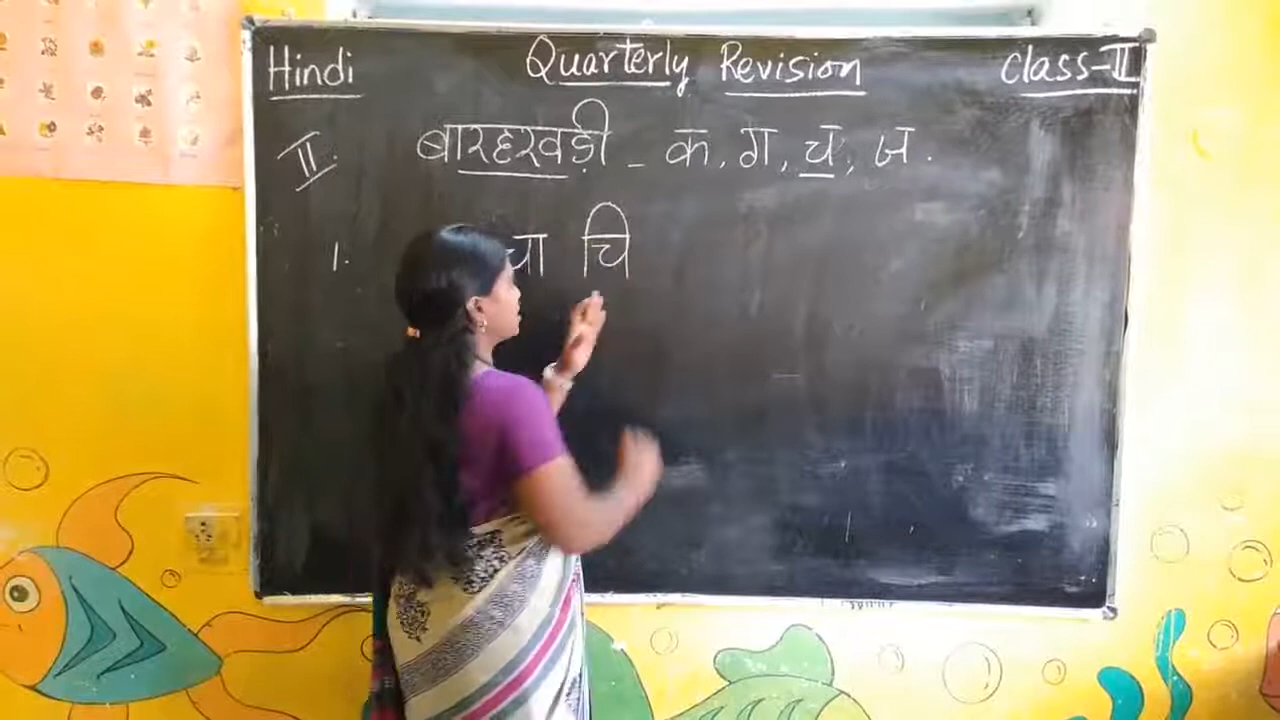 Hindi Quarterly Revision Class-II
II. बारहखड़ी - क, ग, च, ज.
1. चा चि